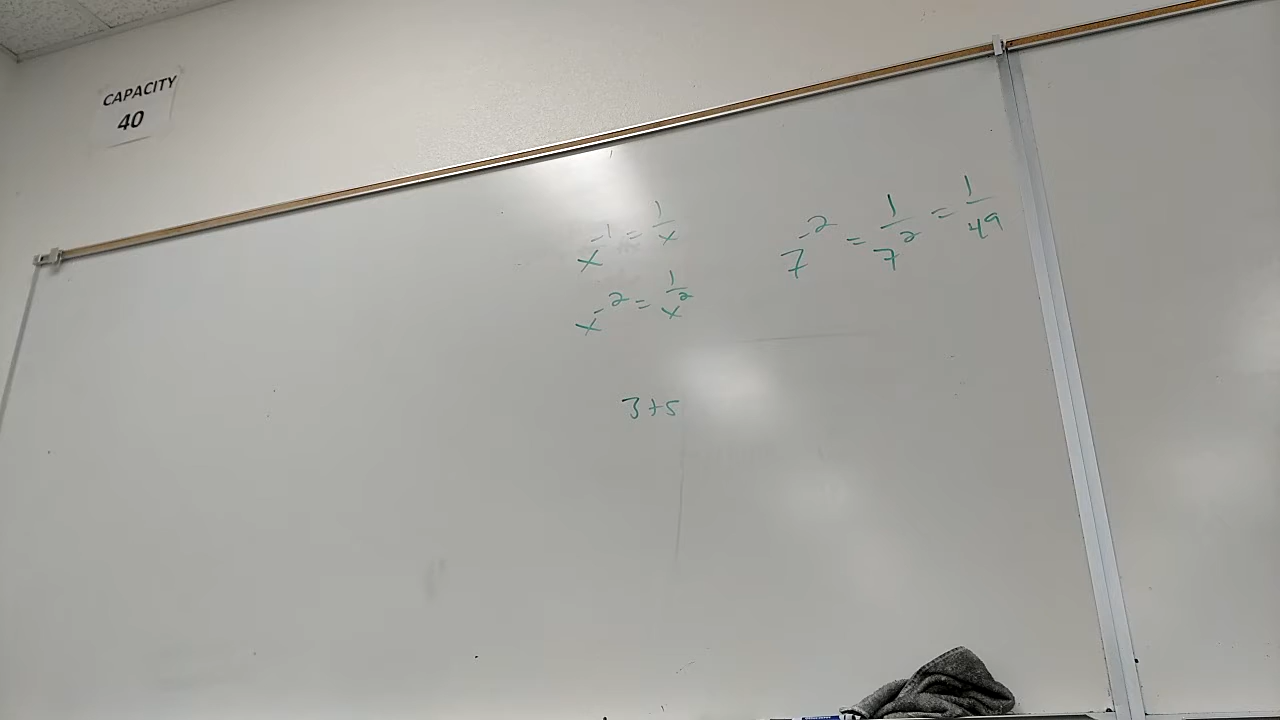 CAPACITY
40
x⁻¹ = 1/x
x⁻² = 1/x²
7⁻² = 1/7² = 1/49
3+5